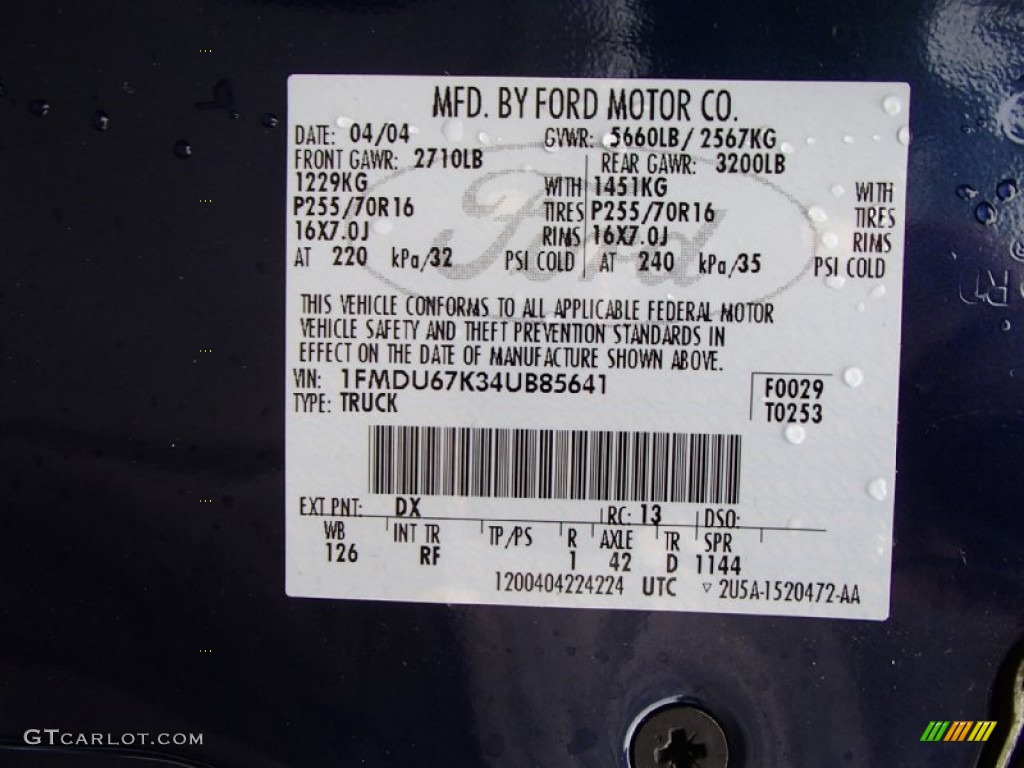 MFD. BY FORD MOTOR CO.
DATE: 04/04 GVWR: 5660LB/ 2567KG
FRONT GAWR: 2710LB REAR GAWR: 3200LB
1229KG WITH 1451KG WITH
P255/70R16 TIRES P255/70R16 TIRES
16X7.0J RIMS 16X7.0J RIMS
AT 220 kPa/32 PSI COLD AT 240 kPa/35 PSI COLD
Ford
THIS VEHICLE CONFORMS TO ALL APPLICABLE FEDERAL MOTOR
VEHICLE SAFETY AND THEFT PREVENTION STANDARDS IN
EFFECT ON THE DATE OF MANUFACTURE SHOWN ABOVE.
VIN: 1FMDU67K34UB85641 F0029
TYPE: TRUCK T0253
EXT PNT: DX RC: 13 DSO:
WB INT TR TP/PS R AXLE TR SPR
126 RF 1 42 D 1144
1200404224224 UTC ▽ 2U5A-1520472-AA
GTCARLOT.COM